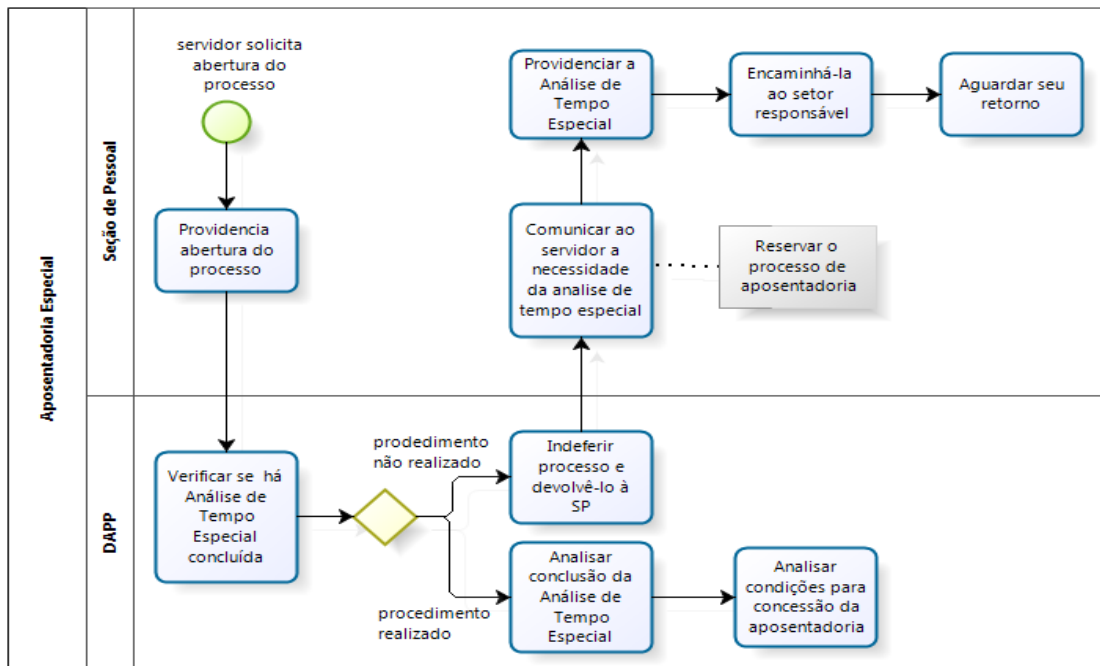 Aposentadoria Especial
Seção de Pessoal
servidor solicita
abertura do
processo
Providencia
abertura do
processo
Providenciar a
Análise de
Tempo
Especial
Encaminhá-la
ao setor
responsável
Aguardar seu
retorno
Comunicar ao
servidor a
necessidade
da analise de
tempo especial
Reservar o
processo de
aposentadoria
DAPP
Verificar se há
Análise de
Tempo
Especial
concluída
prodedimento
não realizado
Indeferir
processo e
devolvê-lo à
SP
procedimento
realizado
Analisar
conclusão da
Análise de
Tempo
Especial
Analisar
condições para
concessão da
aposentadoria